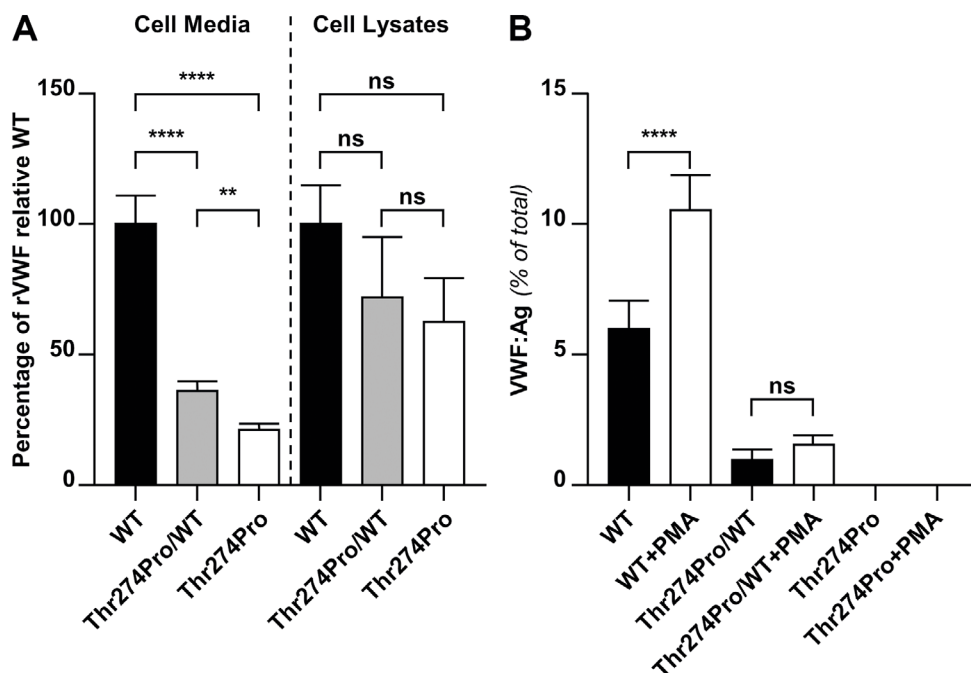 A
Cell Media
Cell Lysates
Percentage of rVWF relative WT
150
100
50
0
****
****
**
ns
ns
ns
WT
Thr274Pro/WT
Thr274Pro
WT
Thr274Pro/WT
Thr274Pro
B
VWF:Ag (% of total)
15
10
5
0
****
ns
WT
WT+PMA
Thr274Pro/WT
Thr274Pro/WT+PMA
Thr274Pro
Thr274Pro+PMA